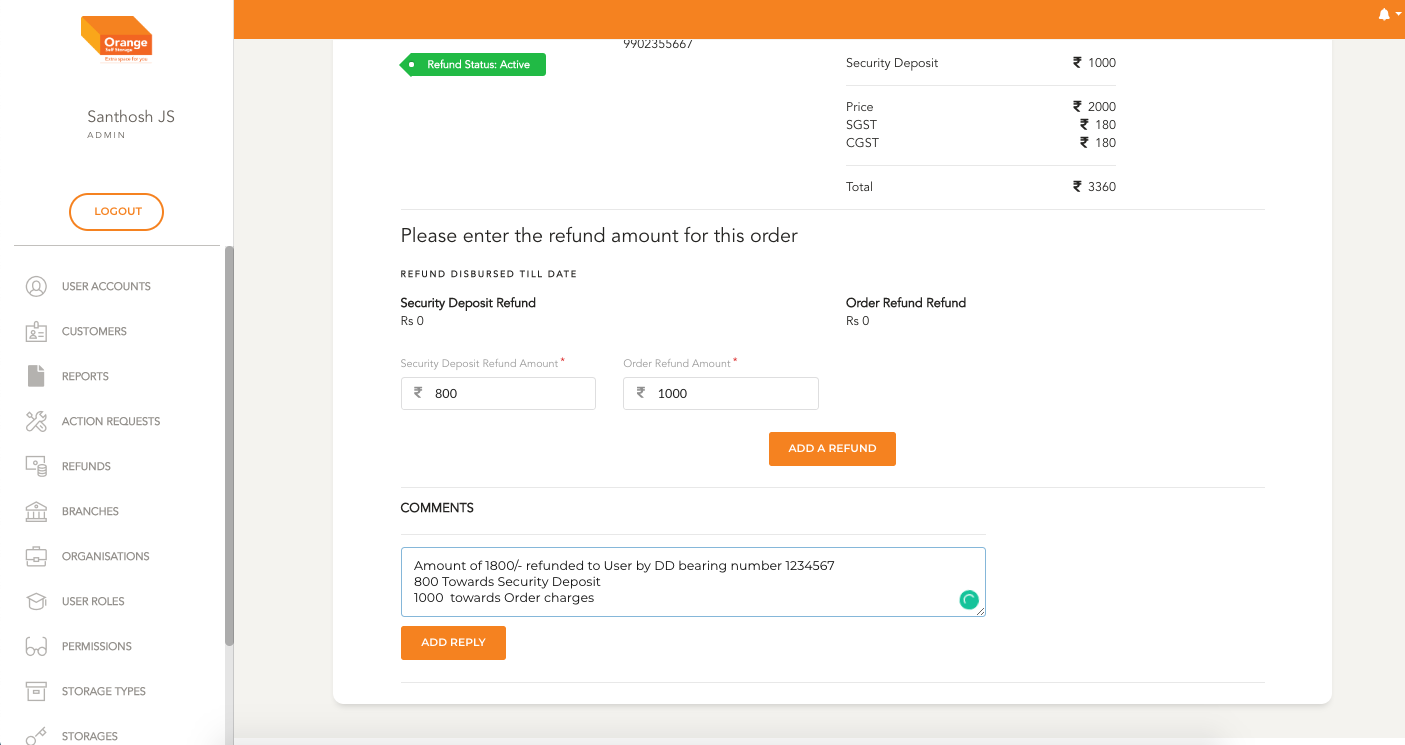 Orange
Self Storage
Extra space for you
Santhosh JS
ADMIN
LOGOUT
USER ACCOUNTS
CUSTOMERS
REPORTS
ACTION REQUESTS
REFUNDS
BRANCHES
ORGANISATIONS
USER ROLES
PERMISSIONS
STORAGE TYPES
STORAGES
9902355667
Refund Status: Active
Security Deposit ₹ 1000
Price ₹ 2000
SGST ₹ 180
CGST ₹ 180
Total ₹ 3360
Please enter the refund amount for this order
REFUND DISBURSED TILL DATE
Security Deposit Refund
Rs 0
Order Refund Refund
Rs 0
Security Deposit Refund Amount *
₹ 800
Order Refund Amount *
₹ 1000
ADD A REFUND
COMMENTS
Amount of 1800/- refunded to User by DD bearing number 1234567
800 Towards Security Deposit
1000  towards Order charges
ADD REPLY